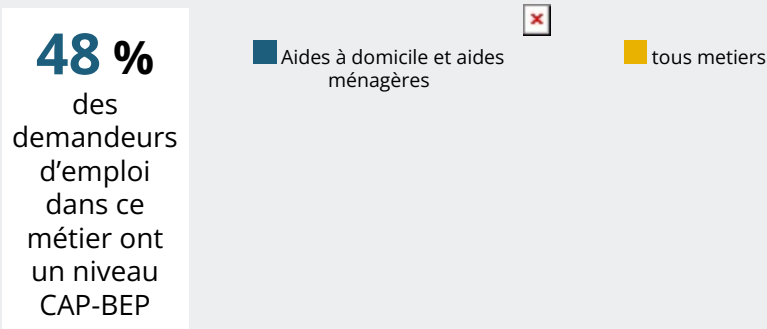 48 %
des
demandeurs
d’emploi
dans ce
métier ont
un niveau
CAP-BEP
Aides à domicile et aides
ménagères
tous metiers